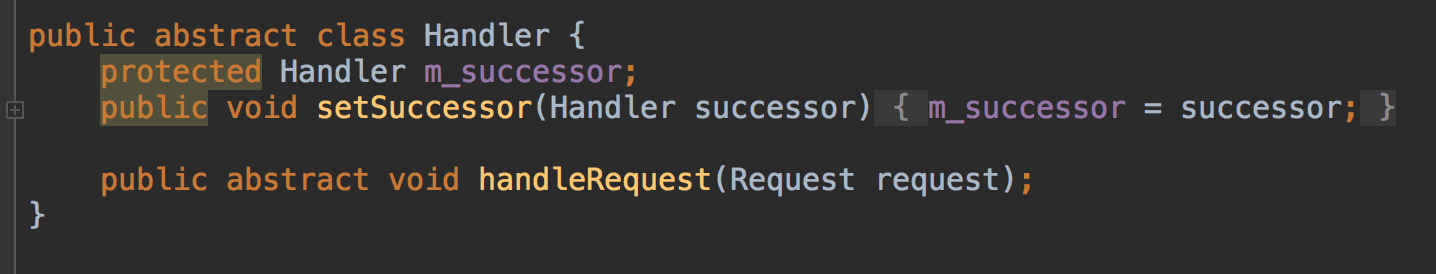 public abstract class Handler {
protected Handler m_successor;
public void setSuccessor(Handler successor) { m_successor = successor; }
public abstract void handleRequest(Request request);
}